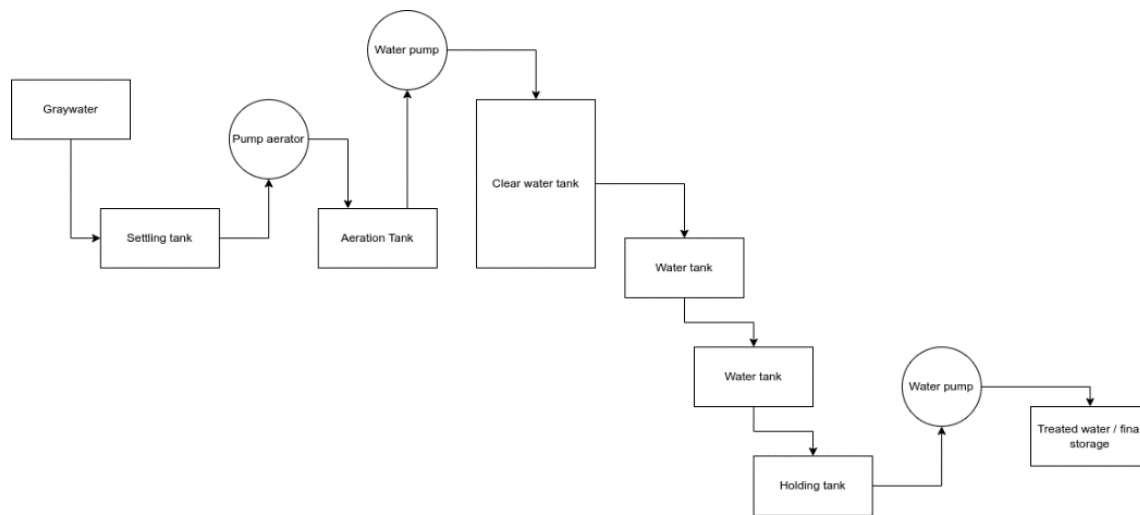 Graywater
Settling tank
Pump aerator
Aeration Tank
Water pump
Clear water tank
Water tank
Water tank
Holding tank
Water pump
Treated water / fina
storage